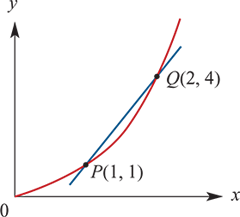 y
Q(2, 4)
P(1, 1)
0
x